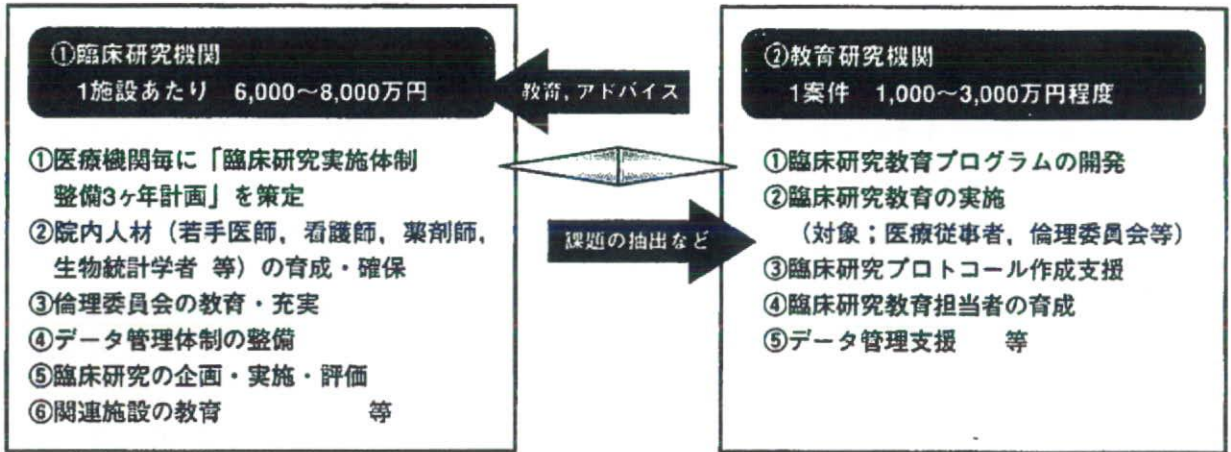 ①臨床研究機関
1施設あたり 6,000〜8,000万円
①医療機関毎に「臨床研究実施体制
整備3ヶ年計画」を策定
②院内人材（若手医師，看護師，薬剤師，
生物統計学者 等）の育成・確保
③倫理委員会の教育・充実
④データ管理体制の整備
⑤臨床研究の企画・実施・評価
⑥関連施設の教育 等
教育，アドバイス
課題の抽出など
②教育研究機関
1案件 1,000〜3,000万円程度
①臨床研究教育プログラムの開発
②臨床研究教育の実施
（対象；医療従事者，倫理委員会等）
③臨床研究プロトコール作成支援
④臨床研究教育担当者の育成
⑤データ管理支援 等